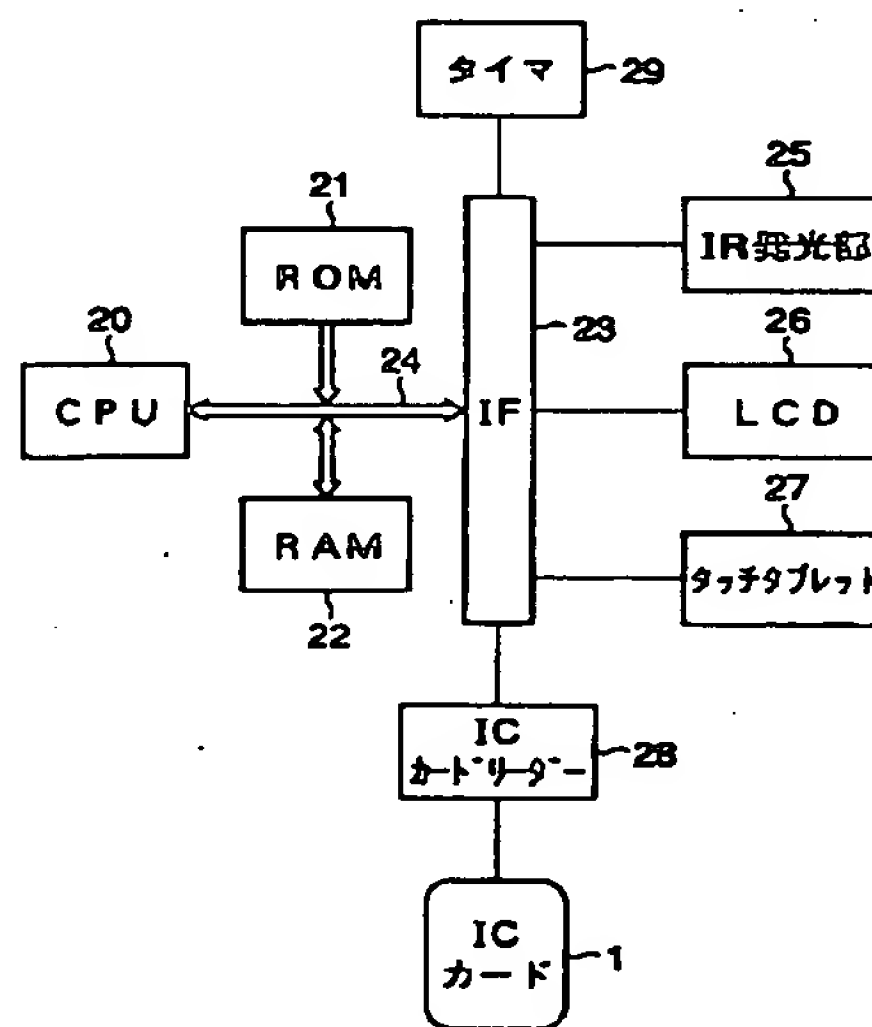 タイマ
29
25
IR発光部
21
ROM
23
20
CPU
24
IF
26
LCD
RAM
22
27
タッチタブレット
IC
カードリーダー
28
IC
カード
1